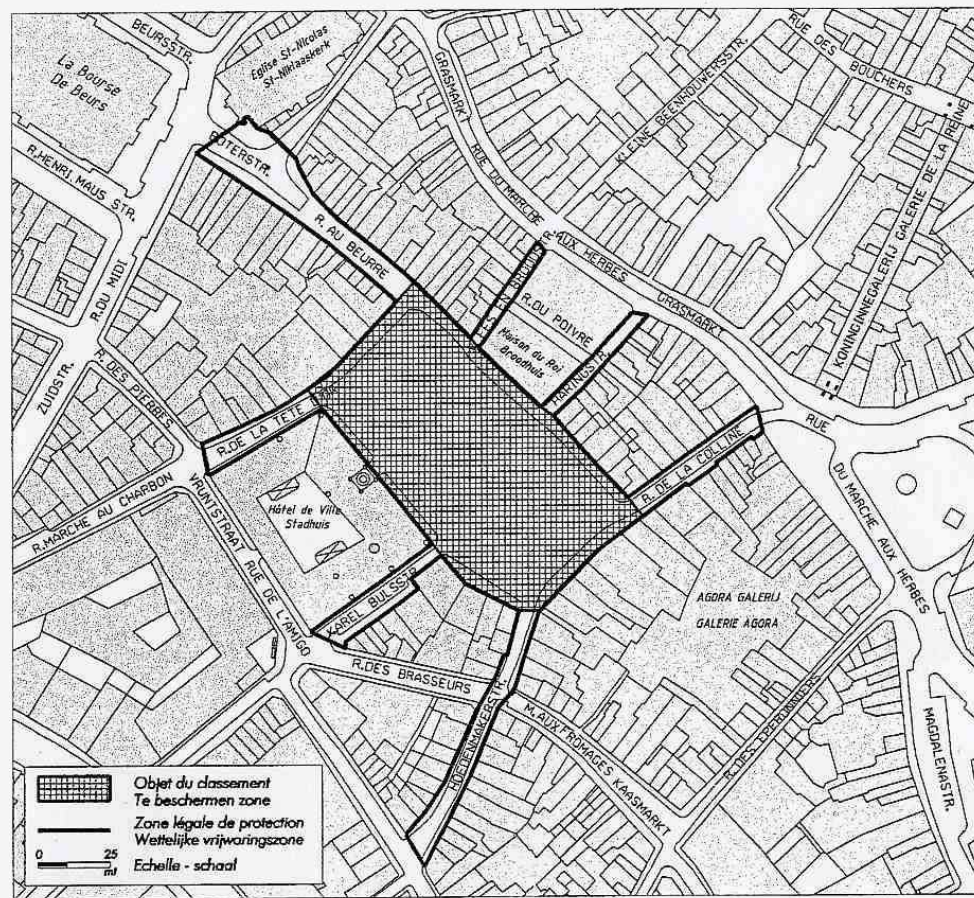 BEURSSTR.
La Bourse
De Beurs
Eglise St-Nicolas
St-Niklaaskerk
GRASMARKT
RUE DES BOUCHERS
KLEINE BEENHOUWERSSTR.
KONINGINNEGALERIJ GALERIE DE LA REINE
R.HENRI MAUS STR.
BOTERSTR.
R. AU BEURRE
RUE DU MARCHE AUX HERBES
GRASMARKT
R.DU MIDI
ZUIDSTR.
R. DES PIERRES
R.DU POIVRE
Maison du Roi
Broodhuis
HARINGSTR.
R.DE LA TETE
R. DE LA COLLINE
RUE DU MARCHE AUX HERBES
R.MARCHE AU CHARBON
VRUNTSTRAAT RUE DE L'AMIGO
Hôtel de Ville
Stadhuis
KAREL BULSSTR.
AGORA GALERIJ
GALERIE AGORA
R.DES BRASSEURS
HOEDENMAKERSTR.
M.AUX FROMAGES KAASMARKT
R. DES EPERONNIERS
MAGDALENASTR.
Objet du classement
Te beschermen zone
Zone légale de protection
Wettelijke vrijwaringszone
0 25
m
Echelle - schaal